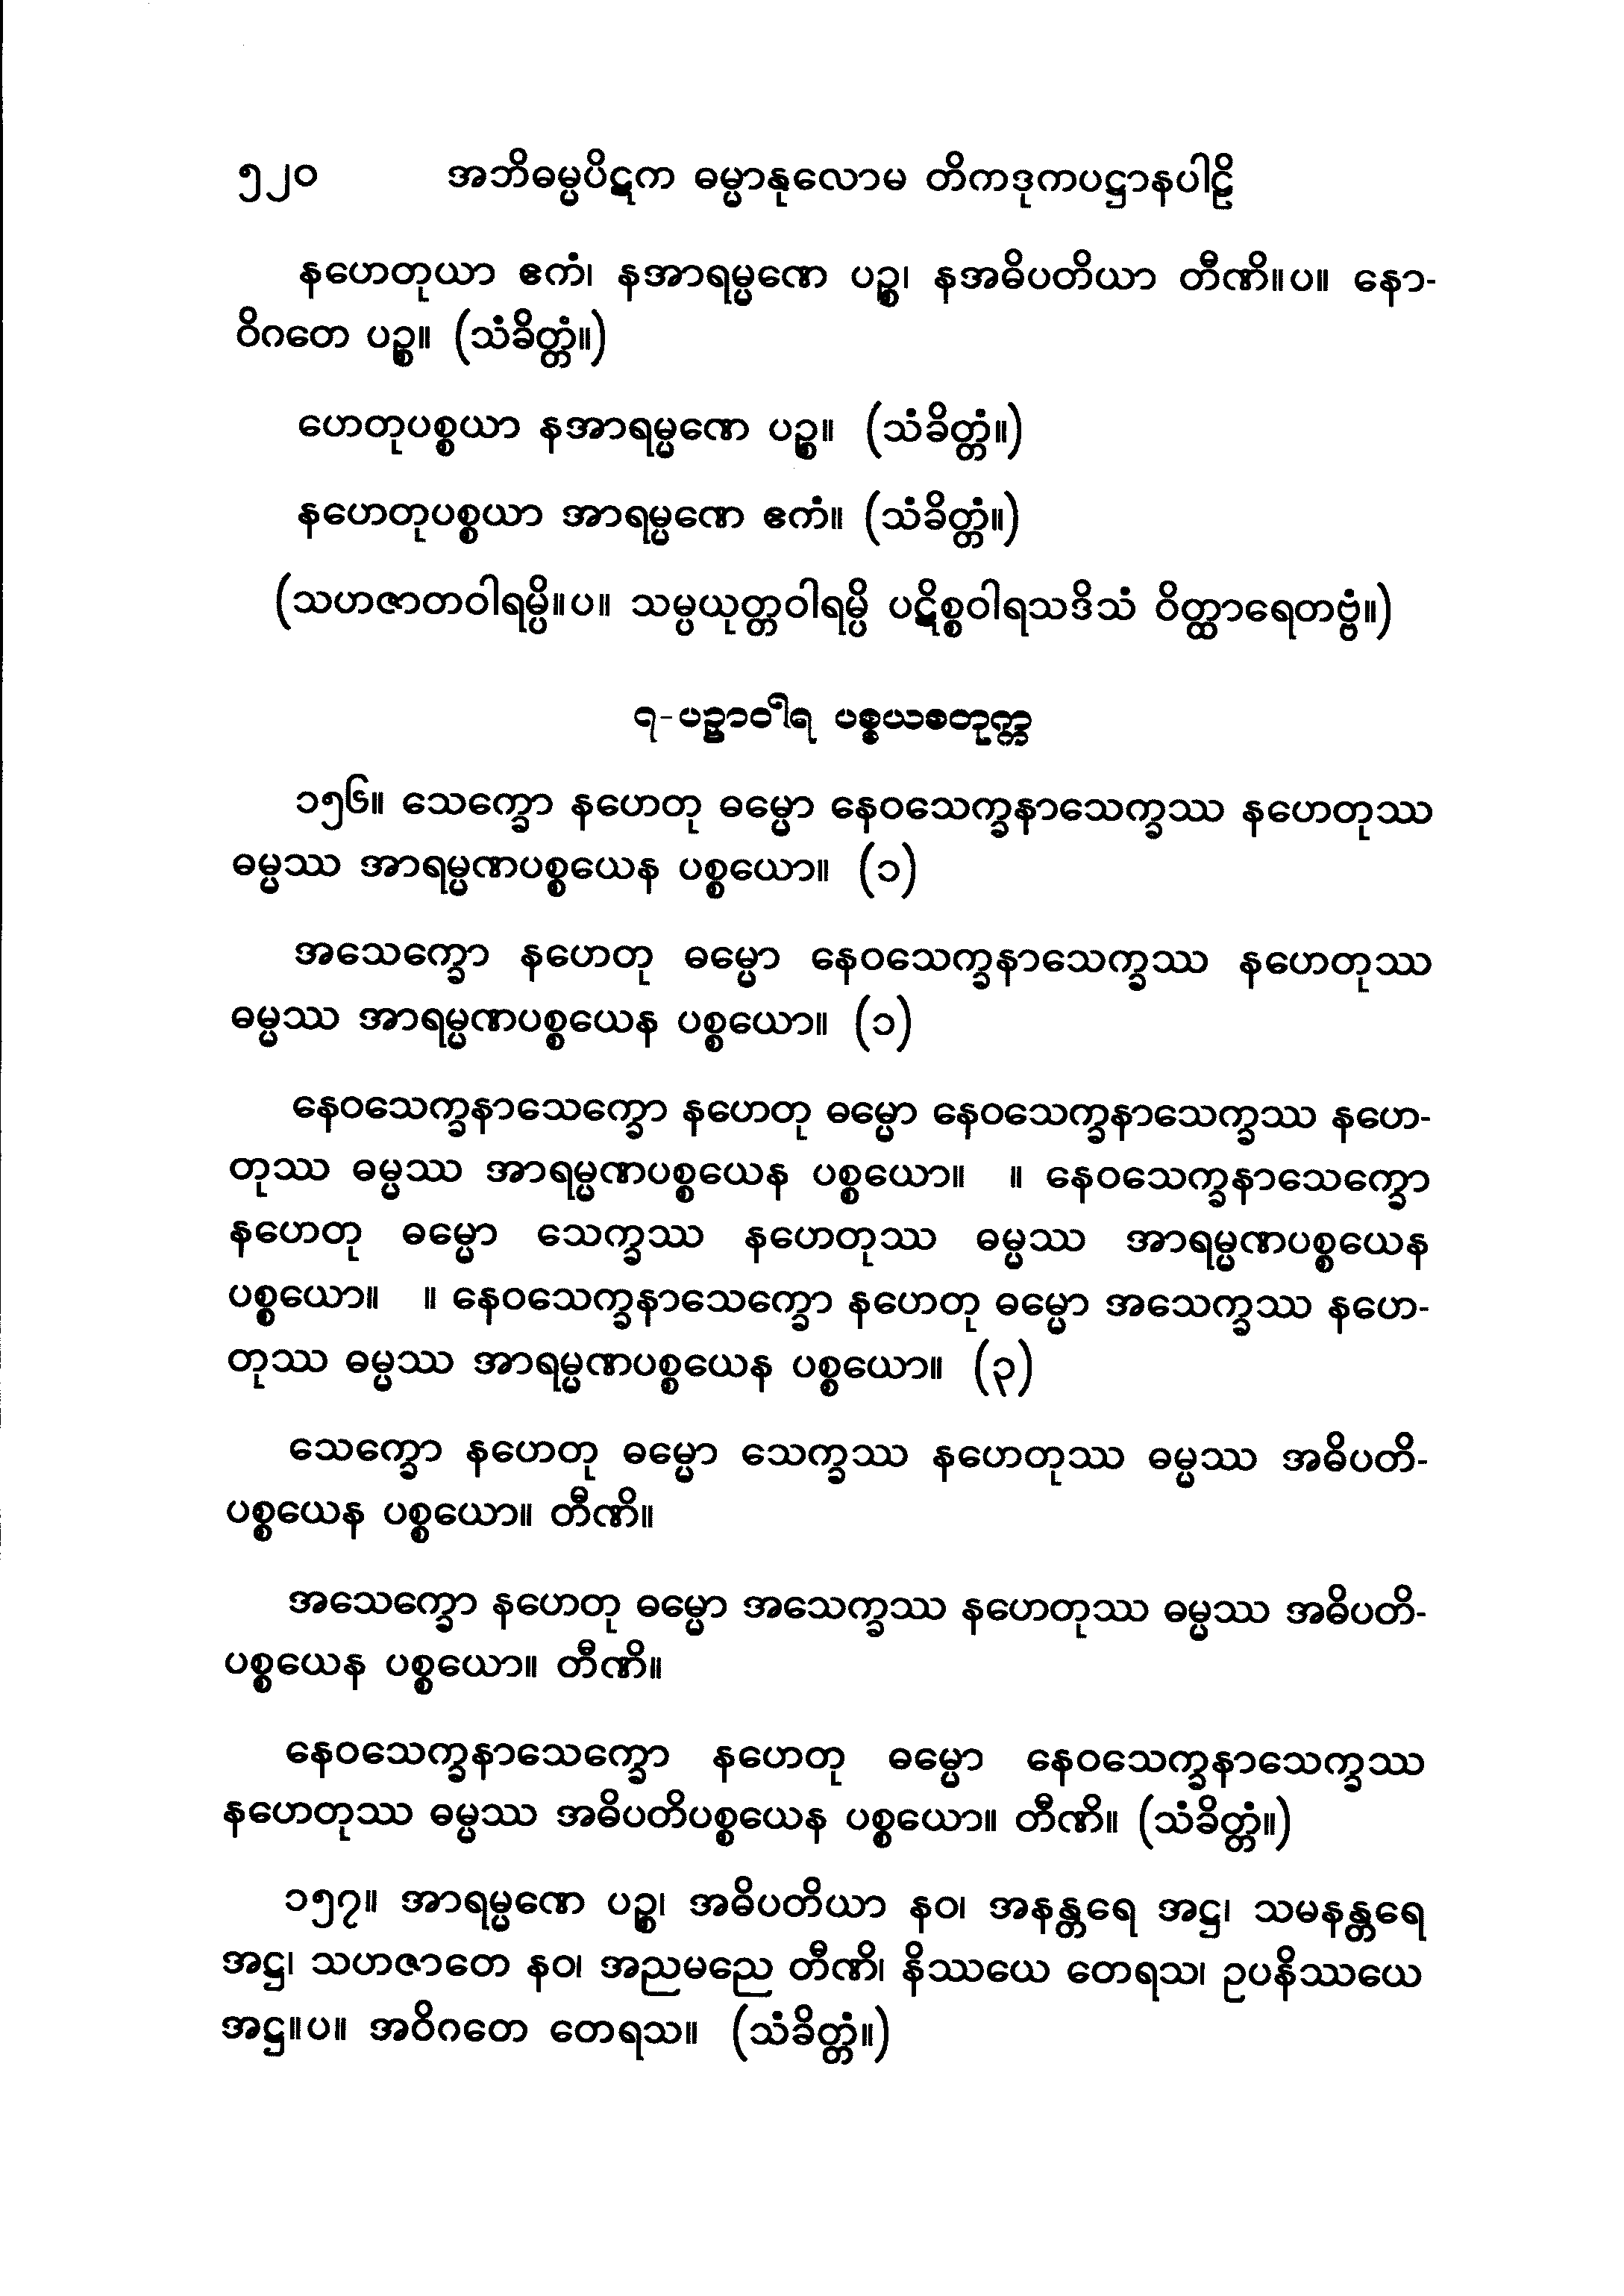 ၅၂၀ အဘိဓမ္မပိဋက ဓမ္မာနုလောမ တိကဒုကပဋ္ဌာနပါဠိ
နဟေတုယာ ဧကံ၊ နအာရမ္မဏေ ပဉ္စ၊ နအဓိပတိယာ တီဏိ။ပ။ နော-
ဝိဂတေ ပဉ္စ။ (သံခိတ္တံ။)
ဟေတုပစ္စယာ နအာရမ္မဏေ ပဉ္စ။ (သံခိတ္တံ။)
နဟေတုပစ္စယာ အာရမ္မဏေ ဧကံ။ (သံခိတ္တံ။)
(သဟဇာတဝါရမ္ပိ။ပ။ သမ္ပယုတ္တဝါရမ္ပိ ပဋိစ္စဝါရသဒိသံ ဝိတ္ထာရေတဗ္ဗံ။)
၇-ပဉှာဝါရ ပစ္စယစတုက္က
၁၅၆။ သေက္ခော နဟေတု ဓမ္မော နေဝသေက္ခနာသေက္ခဿ နဟေတုဿ
ဓမ္မဿ အာရမ္မဏပစ္စယေန ပစ္စယော။ (၁)
အသေက္ခော နဟေတု ဓမ္မော နေဝသေက္ခနာသေက္ခဿ နဟေတုဿ
ဓမ္မဿ အာရမ္မဏပစ္စယေန ပစ္စယော။ (၁)
နေဝသေက္ခနာသေက္ခော နဟေတု ဓမ္မော နေဝသေက္ခနာသေက္ခဿ နဟေ-
တုဿ ဓမ္မဿ အာရမ္မဏပစ္စယေန ပစ္စယော။ ။ နေဝသေက္ခနာသေက္ခော
နဟေတု ဓမ္မော သေက္ခဿ နဟေတုဿ ဓမ္မဿ အာရမ္မဏပစ္စယေန
ပစ္စယော။ ။ နေဝသေက္ခနာသေက္ခော နဟေတု ဓမ္မော အသေက္ခဿ နဟေ-
တုဿ ဓမ္မဿ အာရမ္မဏပစ္စယေန ပစ္စယော။ (၃)
သေက္ခော နဟေတု ဓမ္မော သေက္ခဿ နဟေတုဿ ဓမ္မဿ အဓိပတိ-
ပစ္စယေန ပစ္စယော။ တီဏိ။
အသေက္ခော နဟေတု ဓမ္မော အသေက္ခဿ နဟေတုဿ ဓမ္မဿ အဓိပတိ-
ပစ္စယေန ပစ္စယော။ တီဏိ။
နေဝသေက္ခနာသေက္ခော နဟေတု ဓမ္မော နေဝသေက္ခနာသေက္ခဿ
နဟေတုဿ ဓမ္မဿ အဓိပတိပစ္စယေန ပစ္စယော။ တီဏိ။ (သံခိတ္တံ။)
၁၅၇။ အာရမ္မဏေ ပဉ္စ၊ အဓိပတိယာ နဝ၊ အနန္တရေ အဋ္ဌ၊ သမနန္တရေ
အဋ္ဌ၊ သဟဇာတေ နဝ၊ အညမညေ တီဏိ၊ နိဿယေ တေရသ၊ ဥပနိဿယေ
အဋ္ဌ။ပ။ အဝိဂတေ တေရသ။ (သံခိတ္တံ။)